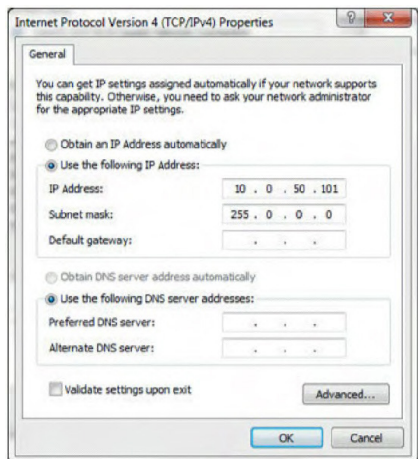 Internet Protocol Version 4 (TCP/IPv4) Properties
General
You can get IP settings assigned automatically if your network supports
this capability. Otherwise, you need to ask your network administrator
for the appropriate IP settings.
Obtain an IP Address automatically
Use the following IP Address:
IP Address: 10 . 0 . 50 . 101
Subnet mask: 255 . 0 . 0 . 0
Default gateway: . . .
Obtain DNS server address automatically
Use the following DNS server addresses:
Preferred DNS server: . . .
Alternate DNS server: . . .
Validate settings upon exit
Advanced...
OK Cancel